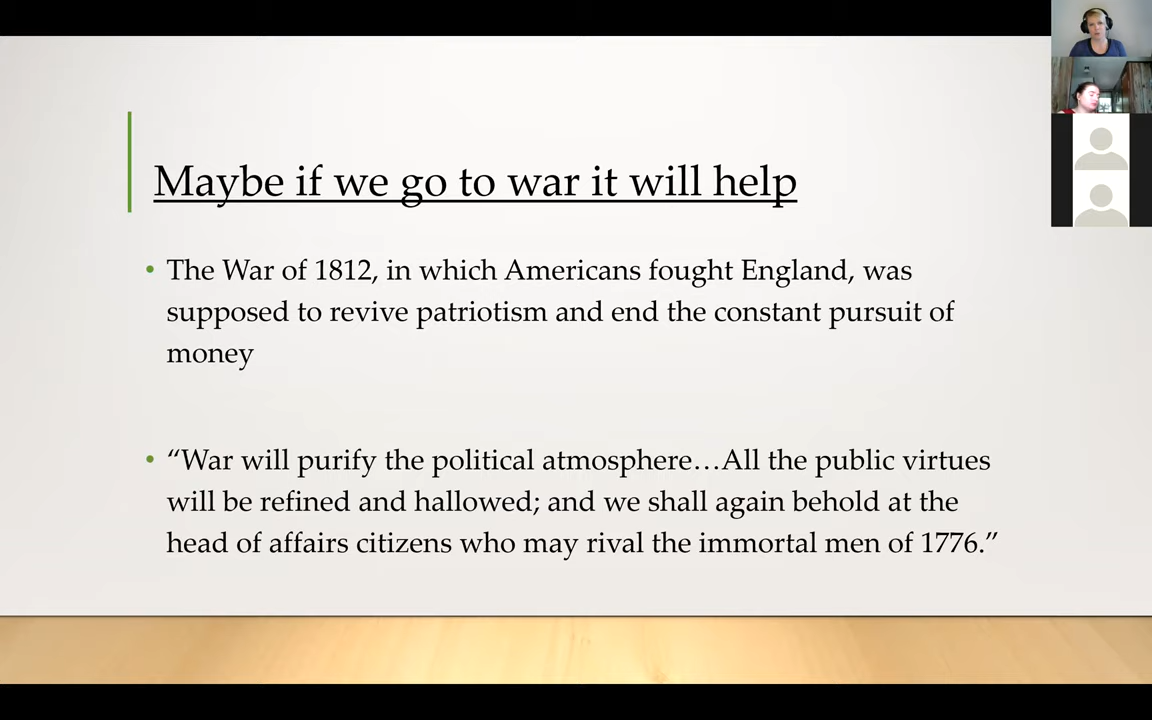 Maybe if we go to war it will help
• The War of 1812, in which Americans fought England, was
supposed to revive patriotism and end the constant pursuit of
money
• “War will purify the political atmosphere…All the public virtues
will be refined and hallowed; and we shall again behold at the
head of affairs citizens who may rival the immortal men of 1776.”